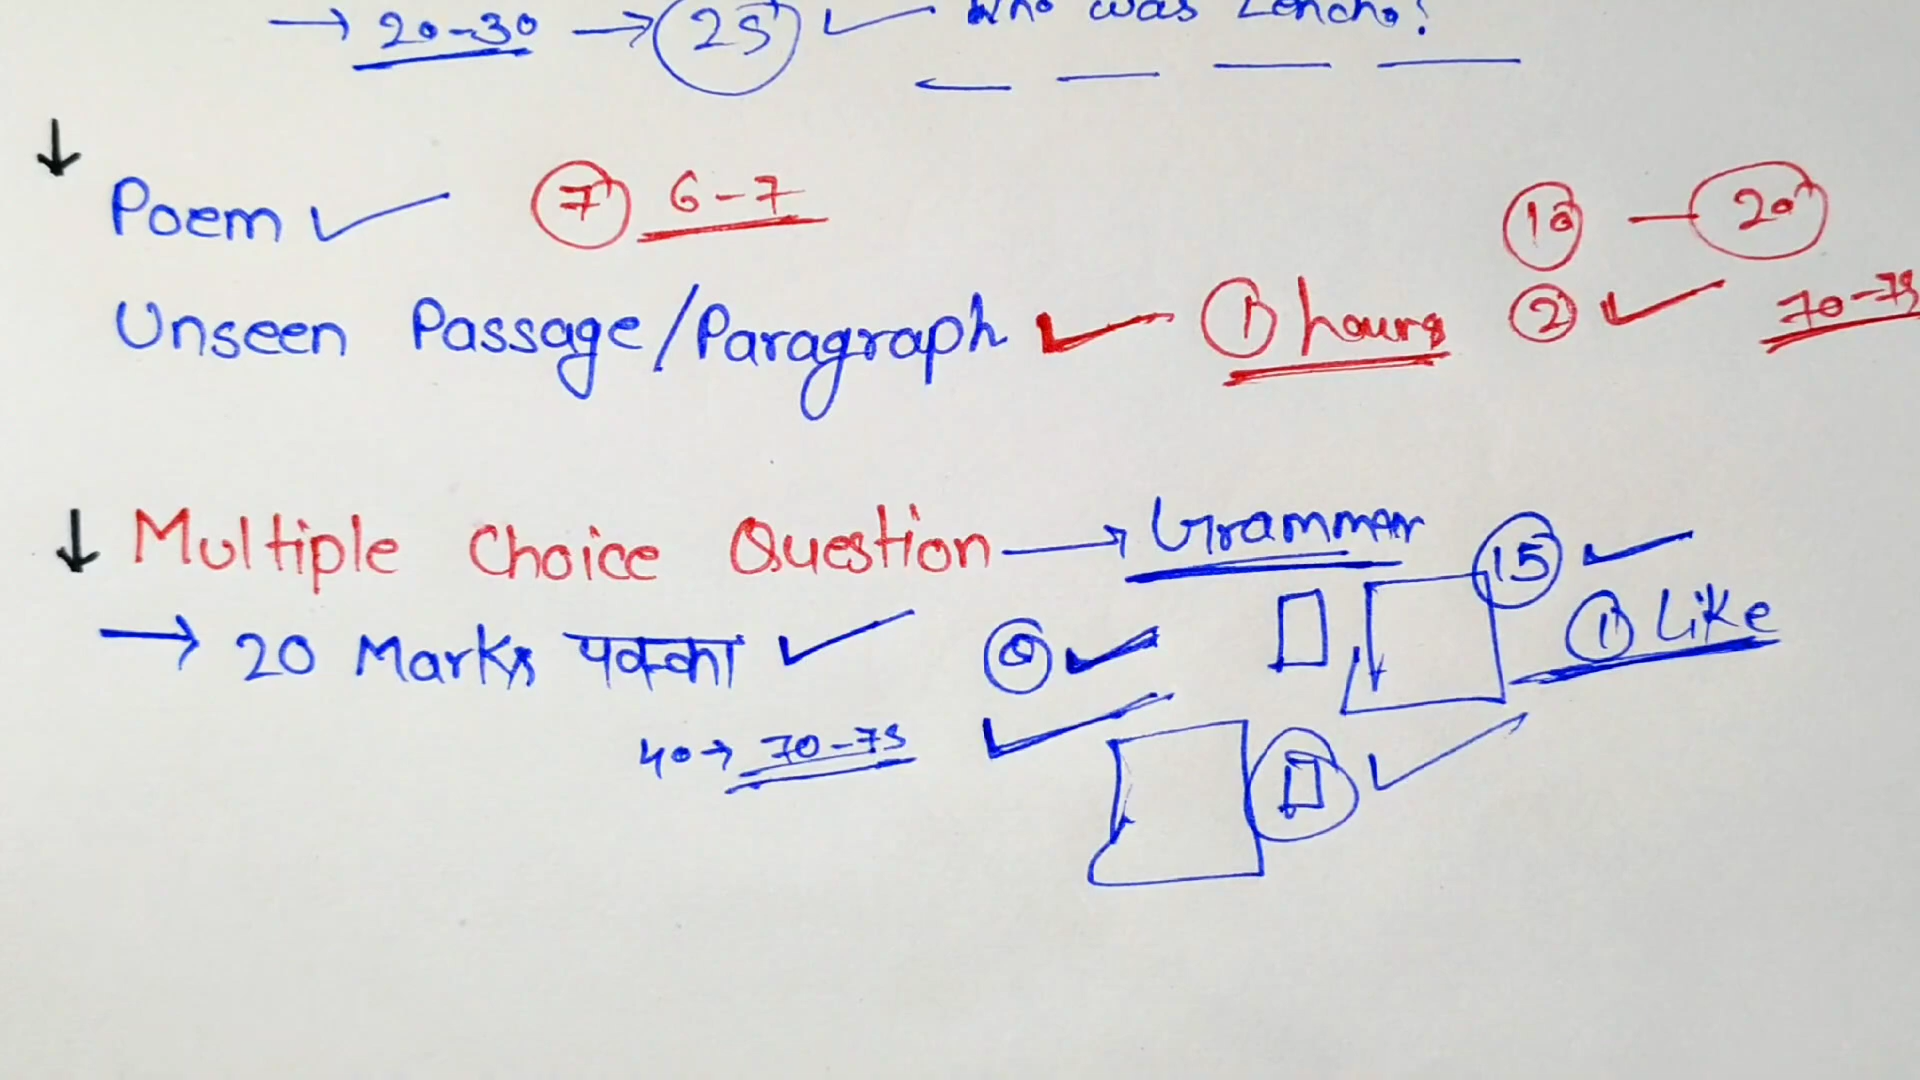 → 20-30 → 25 Who was Lencho?
↓
Poem 7 6-7 10 - 20
Unseen Passage/Paragraph 1 hours 2 70-75
↓ Multiple Choice Question → Grammer 15
→ 20 Marks पक्का 1 Like
40→ 70-75